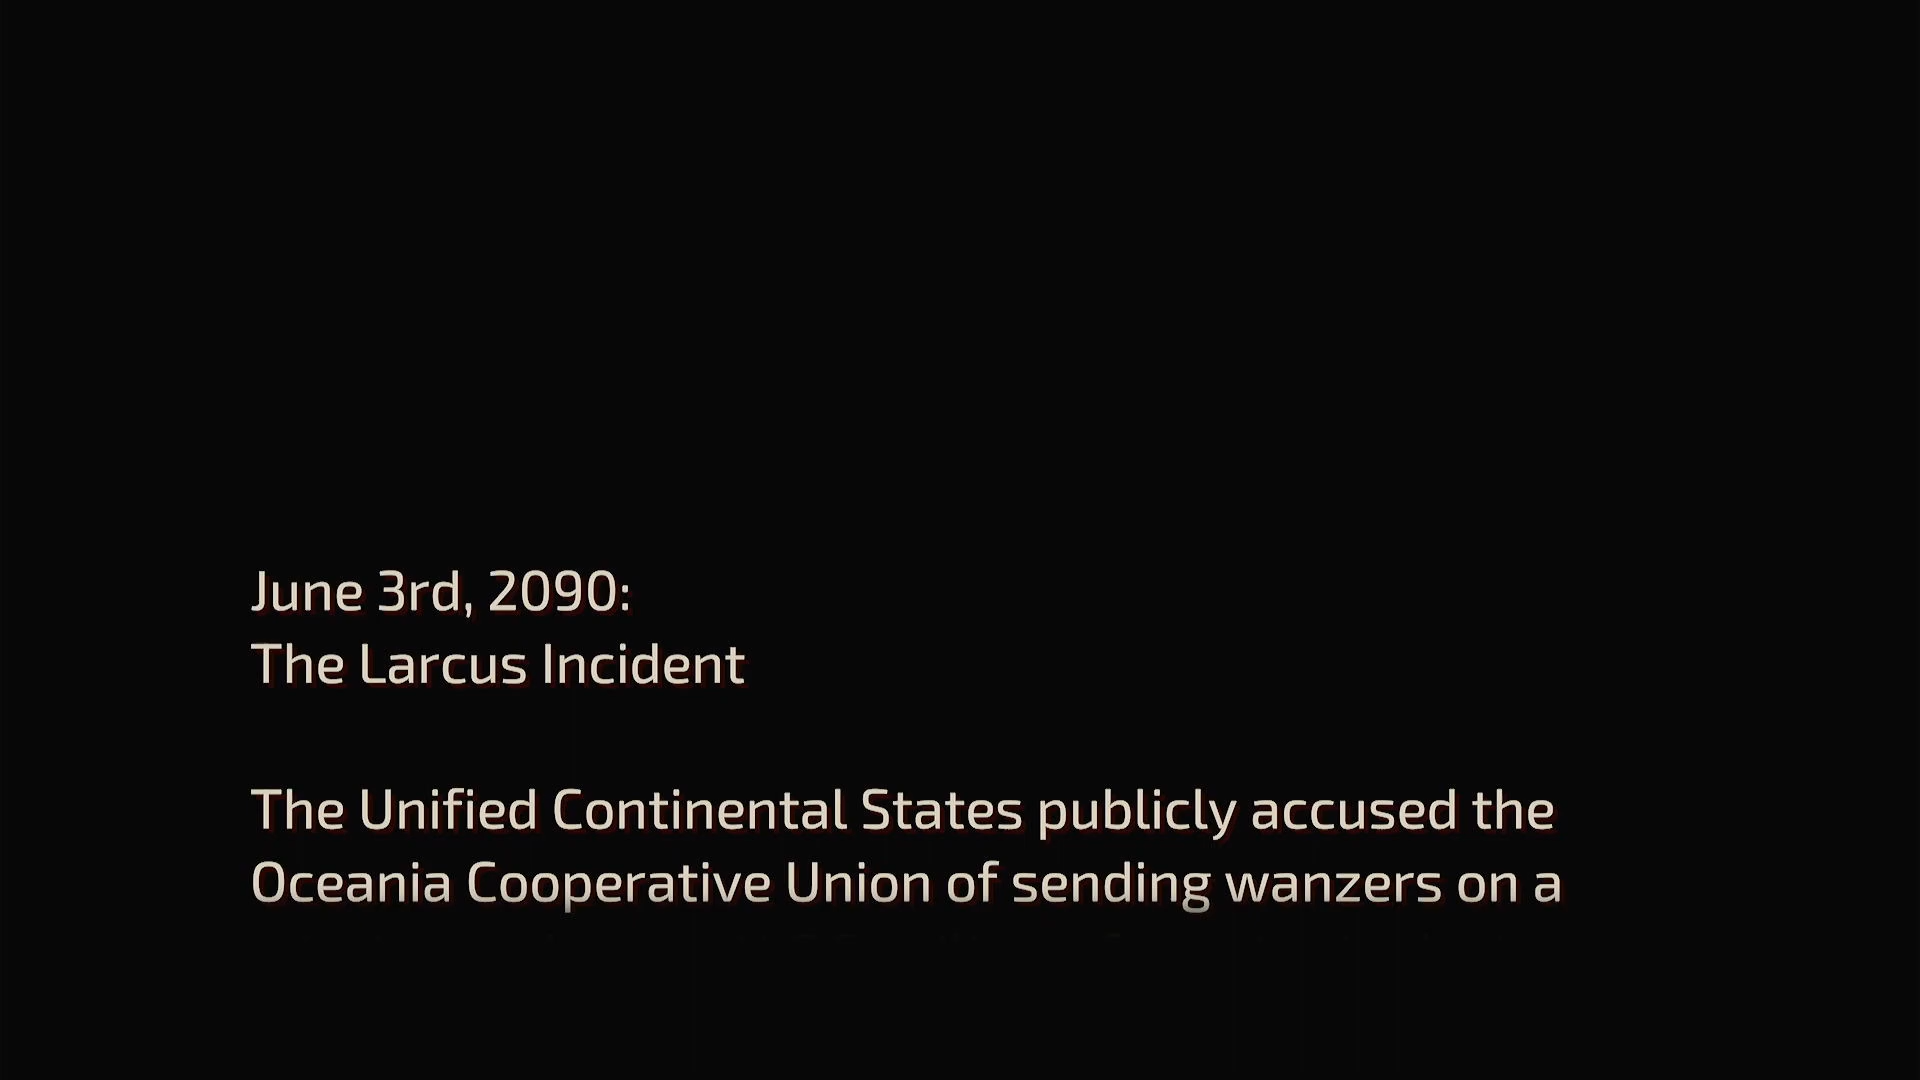 June 3rd, 2090:
The Larcus Incident
The Unified Continental States publicly accused the
Oceania Cooperative Union of sending wanzers on a